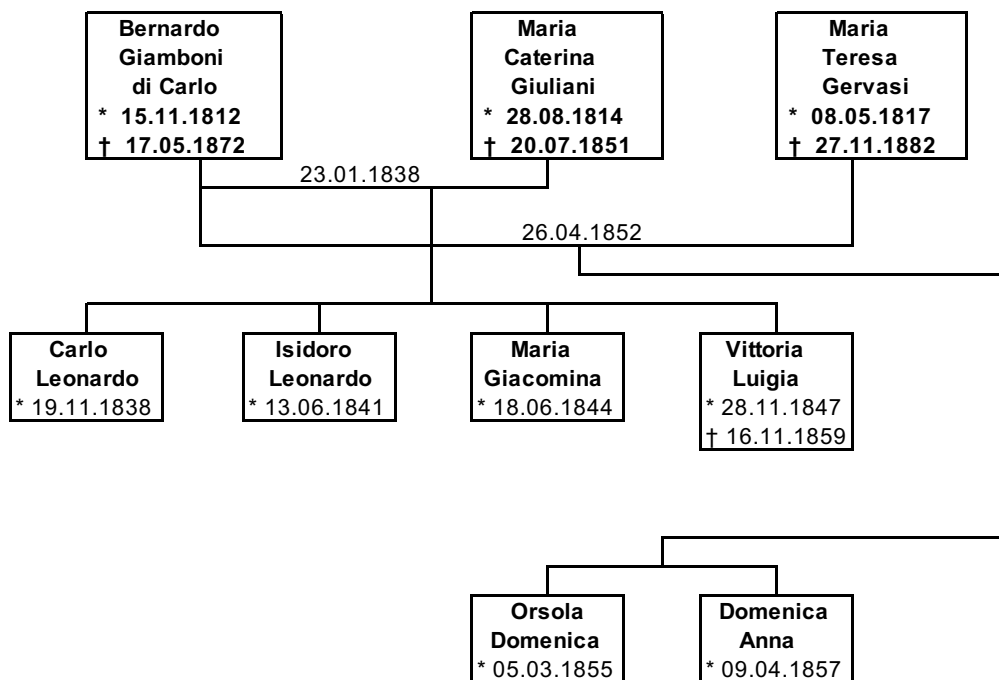 Bernardo
Giamboni
di Carlo
* 15.11.1812
† 17.05.1872
Maria
Caterina
Giuliani
* 28.08.1814
† 20.07.1851
Maria
Teresa
Gervasi
* 08.05.1817
† 27.11.1882
23.01.1838
26.04.1852
Carlo
Leonardo
* 19.11.1838
Isidoro
Leonardo
* 13.06.1841
Maria
Giacomina
* 18.06.1844
Vittoria
Luigia
* 28.11.1847
† 16.11.1859
Orsola
Domenica
* 05.03.1855
Domenica
Anna
* 09.04.1857